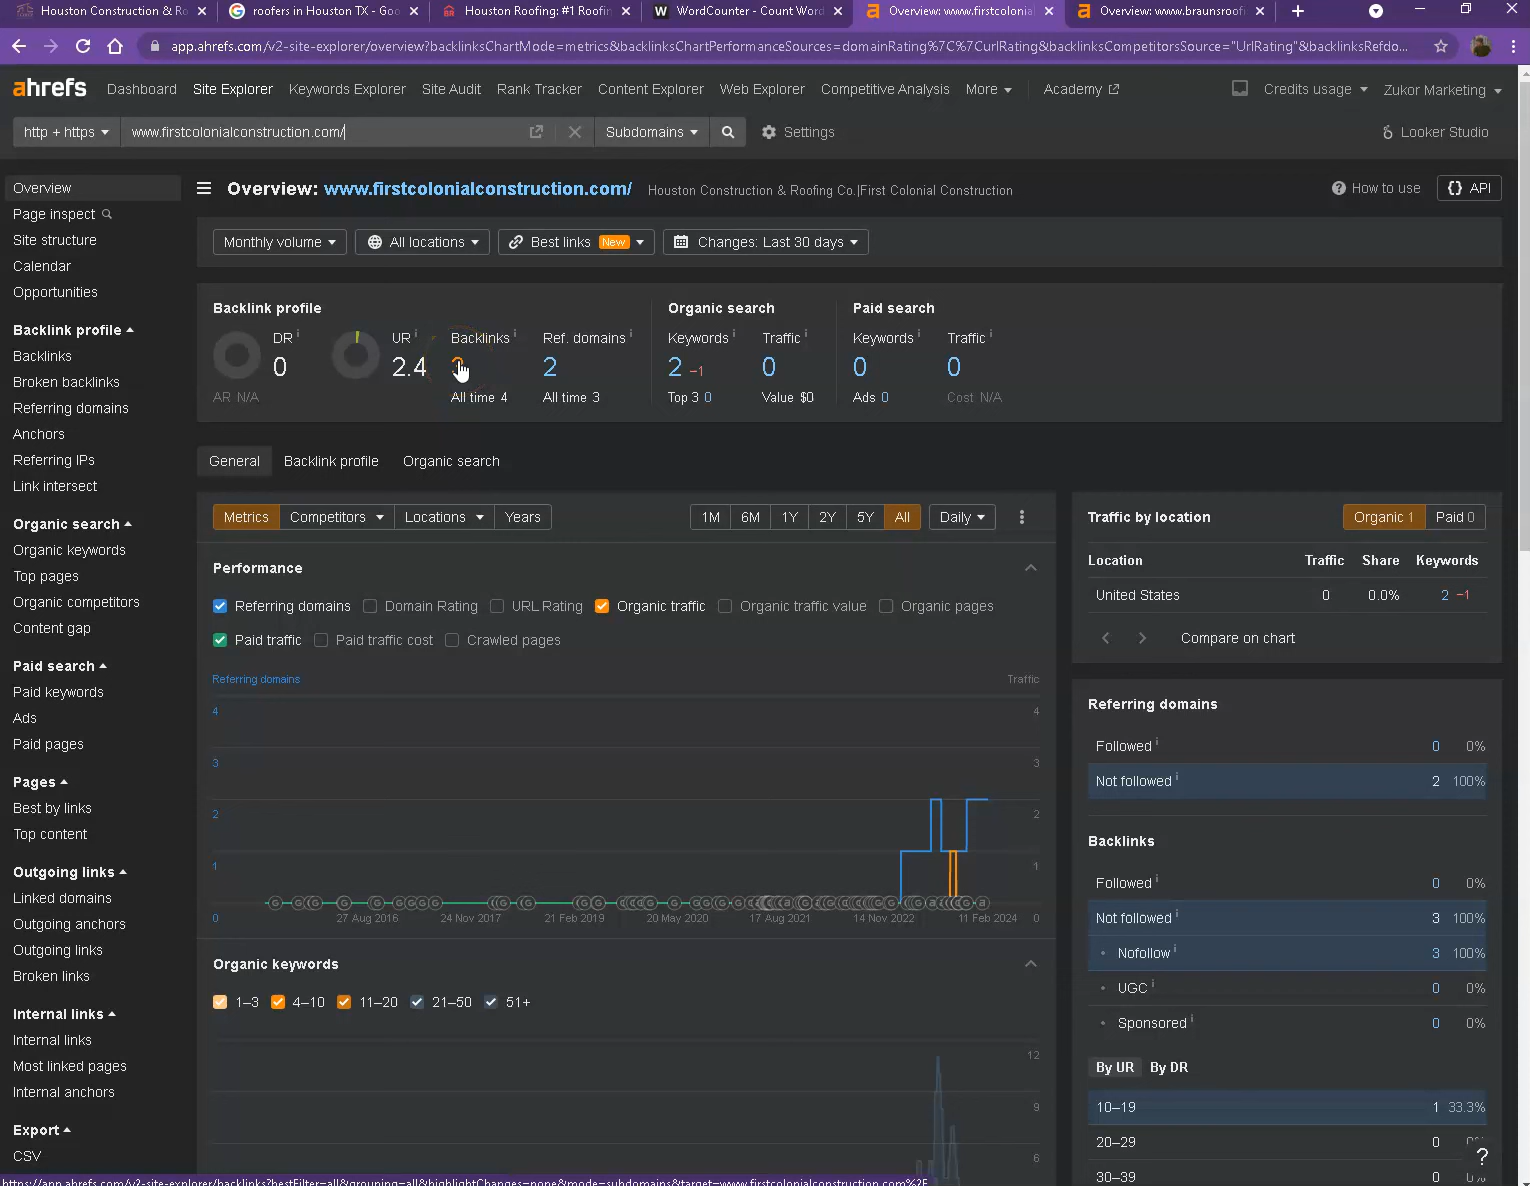 Houston Construction & Ro
roofers in Houston TX - Goo
Houston Roofing: #1 Roofin
WordCounter - Count Word
Overview: www.firstcolonial
Overview: www.braunsroofi
app.ahrefs.com/v2-site-explorer/overview?backlinksChartMode=metrics&backlinksChartPerformanceSources=domainRating%7C%7CurlRating&backlinksCompetitorsSource="UrlRating"&backlinksRefdo...
ahrefs Dashboard Site Explorer Keywords Explorer Site Audit Rank Tracker Content Explorer Web Explorer Competitive Analysis More Academy Credits usage Zukor Marketing
http + https www.firstcolonialconstruction.com/ Subdomains Settings Looker Studio
Overview
Page inspect
Site structure
Calendar
Opportunities
Backlink profile
Backlinks
Broken backlinks
Referring domains
Anchors
Referring IPs
Link intersect
Organic search
Organic keywords
Top pages
Organic competitors
Content gap
Paid search
Paid keywords
Ads
Paid pages
Pages
Best by links
Top content
Outgoing links
Linked domains
Outgoing anchors
Outgoing links
Broken links
Internal links
Internal links
Most linked pages
Internal anchors
Export
CSV
Overview: www.firstcolonialconstruction.com/ Houston Construction & Roofing Co.|First Colonial Construction How to use {} API
Monthly volume All locations Best links New Changes: Last 30 days
Backlink profile Organic search Paid search
DR UR Backlinks Ref. domains Keywords Traffic Keywords Traffic
0 2.4 2 2 -1 0 0 0
AR N/A All time 4 All time 3 Top 3 0 Value $0 Ads 0 Cost N/A
General Backlink profile Organic search
Metrics Competitors Locations Years 1M 6M 1Y 2Y 5Y All Daily
Performance
Referring domains Domain Rating URL Rating Organic traffic Organic traffic value Organic pages
Paid traffic Paid traffic cost Crawled pages
Referring domains Traffic
4 4
3 3
2 2
1 1
0 27 Aug 2016 24 Nov 2017 21 Feb 2019 20 May 2020 17 Aug 2021 14 Nov 2022 11 Feb 2024 0
Organic keywords
1–3 4–10 11–20 21–50 51+
12
9
6
Traffic by location Organic 1 Paid 0
Location Traffic Share Keywords
United States 0 0.0% 2 -1
Compare on chart
Referring domains
Followed 0 0%
Not followed 2 100%
Backlinks
Followed 0 0%
Not followed 3 100%
Nofollow 3 100%
UGC 0 0%
Sponsored 0 0%
By UR By DR
10–19 1 33.3%
20–29 0
30–39 0
?